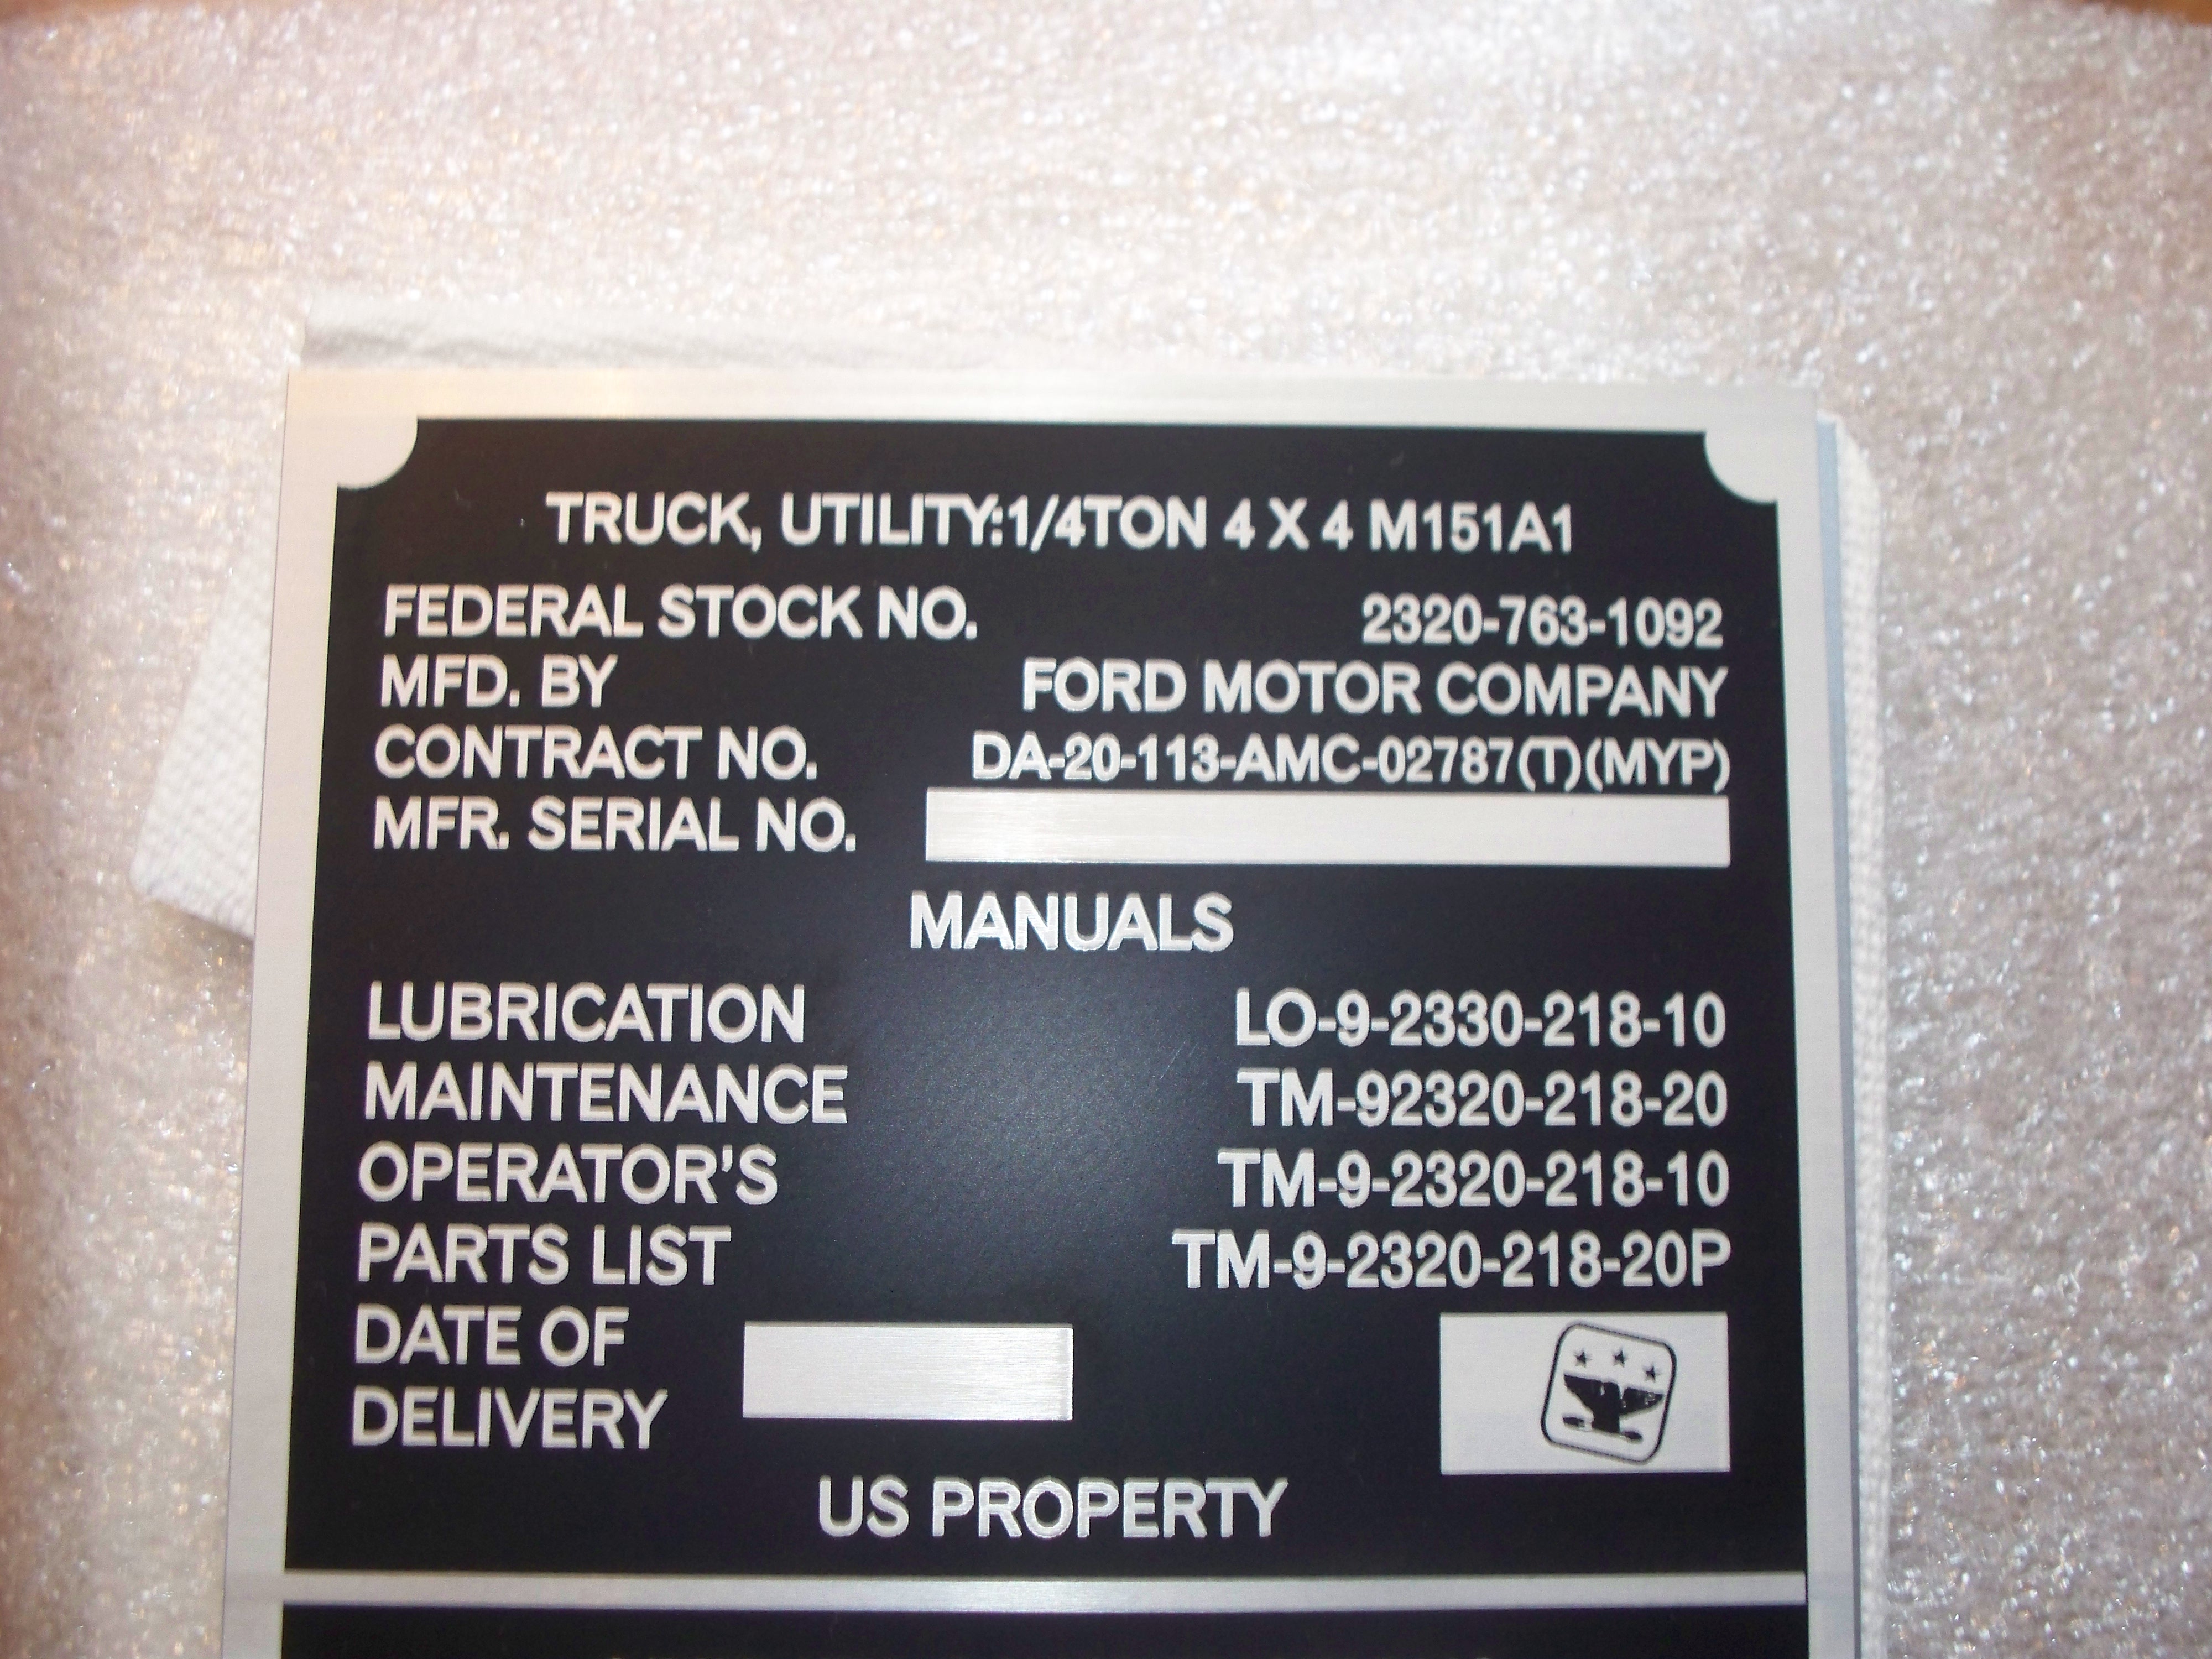 TRUCK, UTILITY:1/4TON 4 X 4 M151A1
FEDERAL STOCK NO. 2320-763-1092
MFD. BY FORD MOTOR COMPANY
CONTRACT NO. DA-20-113-AMC-02787(T)(MYP)
MFR. SERIAL NO.
MANUALS
LUBRICATION LO-9-2330-218-10
MAINTENANCE TM-92320-218-20
OPERATOR'S TM-9-2320-218-10
PARTS LIST TM-9-2320-218-20P
DATE OF
DELIVERY
US PROPERTY